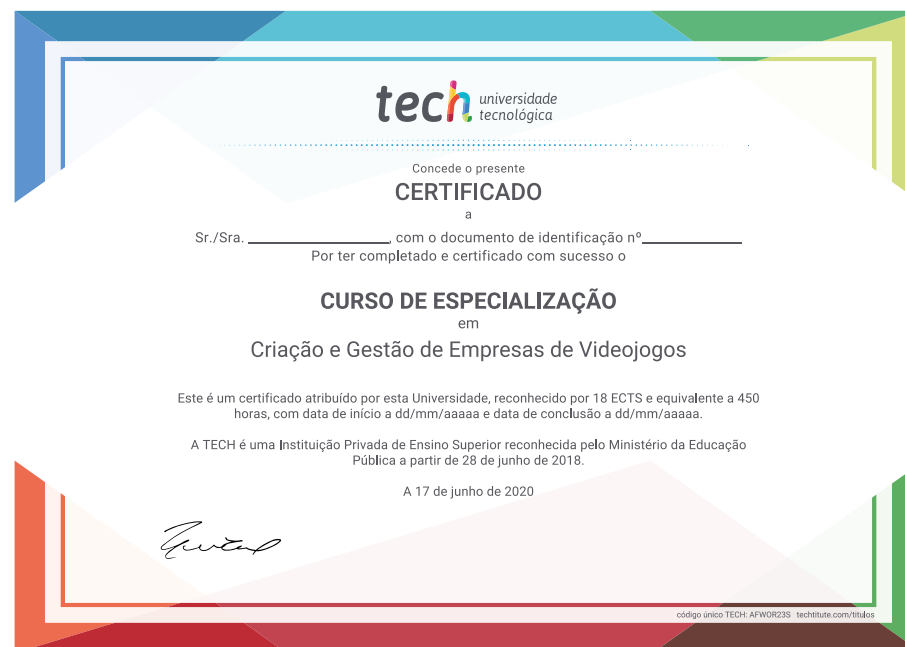 tech universidade
tecnológica
Concede o presente
CERTIFICADO
a
Sr./Sra. ________________, com o documento de identificação nº____________
Por ter completado e certificado com sucesso o
CURSO DE ESPECIALIZAÇÃO
em
Criação e Gestão de Empresas de Videojogos
Este é um certificado atribuído por esta Universidade, reconhecido por 18 ECTS e equivalente a 450
horas, com data de início a dd/mm/aaaaa e data de conclusão a dd/mm/aaaaa.
A TECH é uma Instituição Privada de Ensino Superior reconhecida pelo Ministério da Educação
Pública a partir de 28 de junho de 2018.
A 17 de junho de 2020
código único TECH: AFWOR23S techtitute.com/titulos